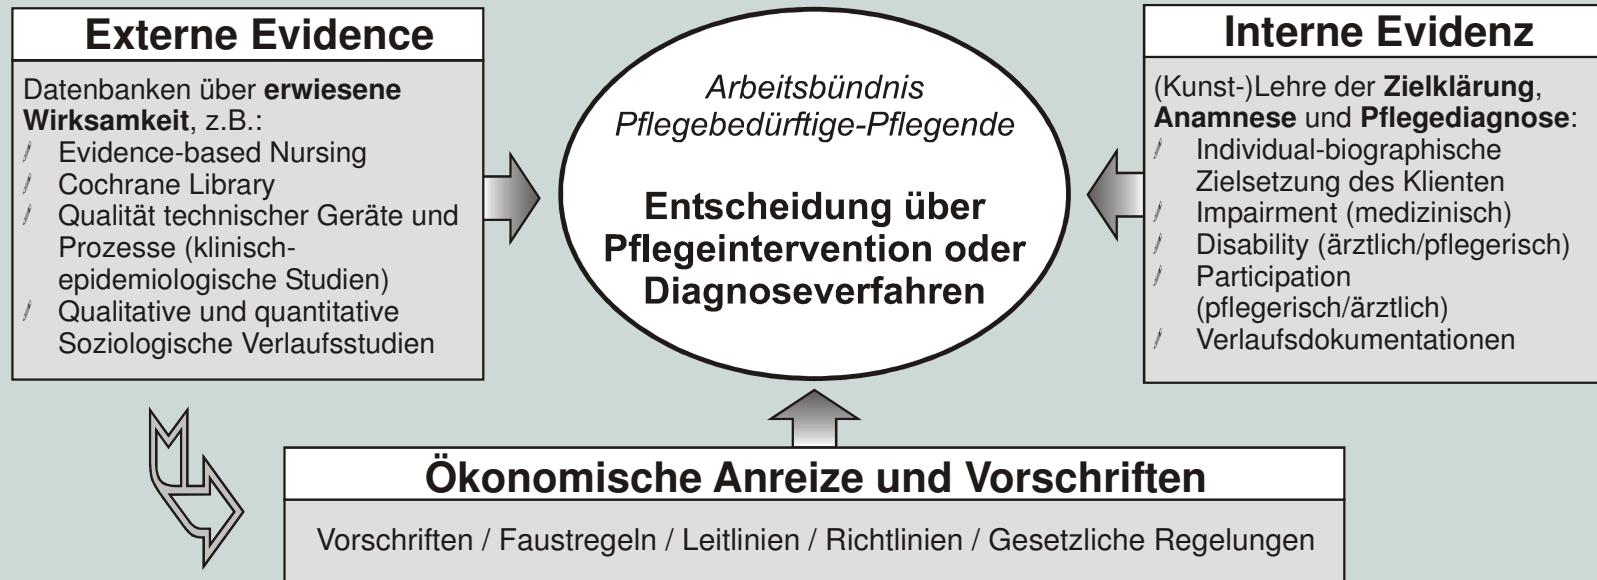 Externe Evidence
Datenbanken über erwiesene
Wirksamkeit, z.B.:
Evidence-based Nursing
Cochrane Library
Qualität technischer Geräte und
Prozesse (klinisch-
epidemiologische Studien)
Qualitative und quantitative
Soziologische Verlaufsstudien
Arbeitsbündnis
Pflegebedürftige-Pflegende
Entscheidung über
Pflegeintervention oder
Diagnoseverfahren
Interne Evidenz
(Kunst-)Lehre der Zielklärung,
Anamnese und Pflegediagnose:
Individual-biographische
Zielsetzung des Klienten
Impairment (medizinisch)
Disability (ärztlich/pflegerisch)
Participation
(pflegerisch/ärztlich)
Verlaufsdokumentationen
Ökonomische Anreize und Vorschriften
Vorschriften / Faustregeln / Leitlinien / Richtlinien / Gesetzliche Regelungen